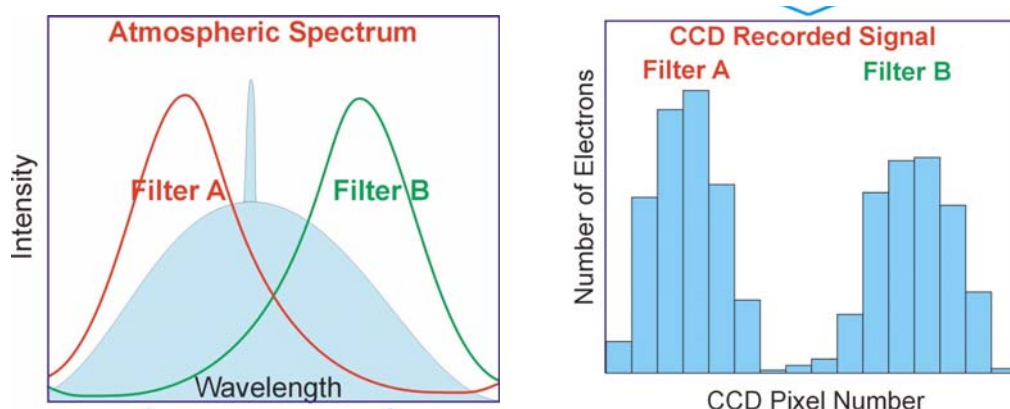 Atmospheric Spectrum
Intensity
Filter A
Filter B
Wavelength
CCD Recorded Signal
Filter A
Filter B
Number of Electrons
CCD Pixel Number